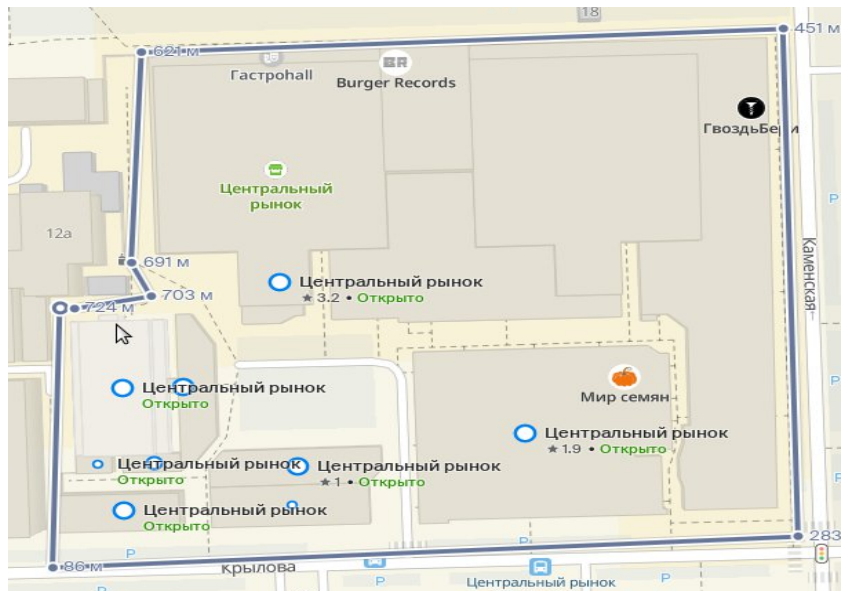 18
451 м
621 м
Гастроhall
Burger Records
ГвоздьБери
Центральный
рынок
P
12а
Каменская
691 м
Центральный рынок
3.2 • Открыто
703 м
724 м
P
Мир семян
Центральный рынок
Открыто
Центральный рынок
1.9 • Открыто
Центральный рынок
Открыто
Центральный рынок
1 • Открыто
P
Центральный рынок
Открыто
283
P
P
86 м
Крылова
P
P
Центральный рынок
P